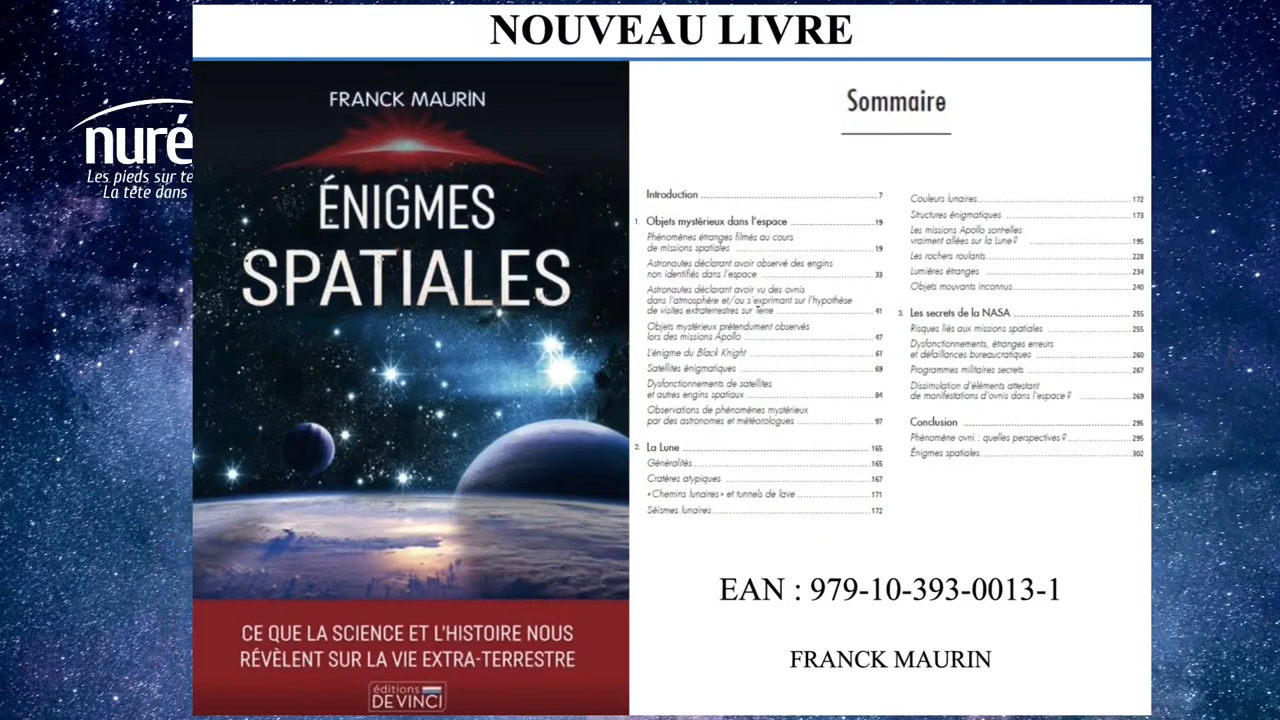 NOUVEAU LIVRE
nuré
Les pieds sur te
La tête dans
FRANCK MAURIN
ÉNIGMES
SPATIALES
CE QUE LA SCIENCE ET L'HISTOIRE NOUS
RÉVÈLENT SUR LA VIE EXTRA-TERRESTRE
éditions
DE VINCI
Sommaire
Introduction 7
1. Objets mystérieux dans l'espace 19
Phénomènes étranges filmés au cours
de missions spatiales 19
Astronautes déclarant avoir observé des engins
non identifiés dans l'espace 33
Astronautes déclarant avoir vu des ovnis
dans l'atmosphère et/ou s'exprimant sur l'hypothèse
de visites extraterrestres sur Terre 41
Objets mystérieux prétendument observés
lors des missions Apollo 47
L'énigme du Black Knight 61
Satellites énigmatiques 69
Dysfonctionnements de satellites
et autres engins spatiaux 84
Observations de phénomènes mystérieux
par des astronomes et météorologues 97
2. La Lune 165
Généralités 165
Cratères atypiques 167
« Chemins lunaires » et tunnels de lave 171
Séismes lunaires 172
Couleurs lunaires 172
Structures énigmatiques 173
Les missions Apollo sont-elles
vraiment allées sur la Lune ? 195
Les rochers roulants 228
Lumières étranges 234
Objets mouvants inconnus 240
3. Les secrets de la NASA 255
Risques liés aux missions spatiales 255
Dysfonctionnements, étranges erreurs
et défaillances bureaucratiques 260
Programmes militaires secrets 267
Dissimulation d'éléments attestant
de manifestations d'ovnis dans l'espace ? 269
Conclusion 295
Phénomène ovni : quelles perspectives ? 295
Énigmes spatiales 302
EAN : 979-10-393-0013-1
FRANCK MAURIN